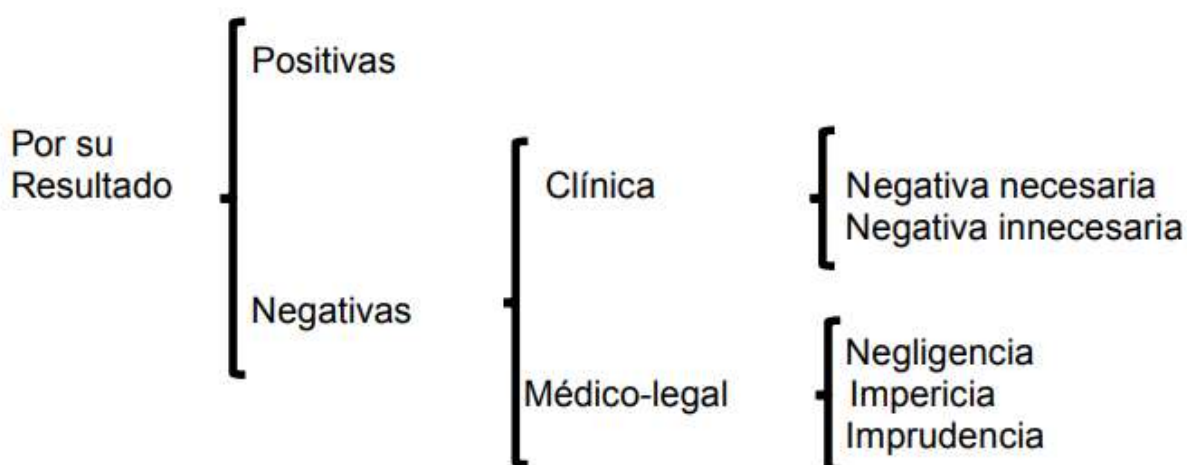 Por su
Resultado
Positivas
Negativas
Clínica
Negativa necesaria
Negativa innecesaria
Médico-legal
Negligencia
Impericia
Imprudencia